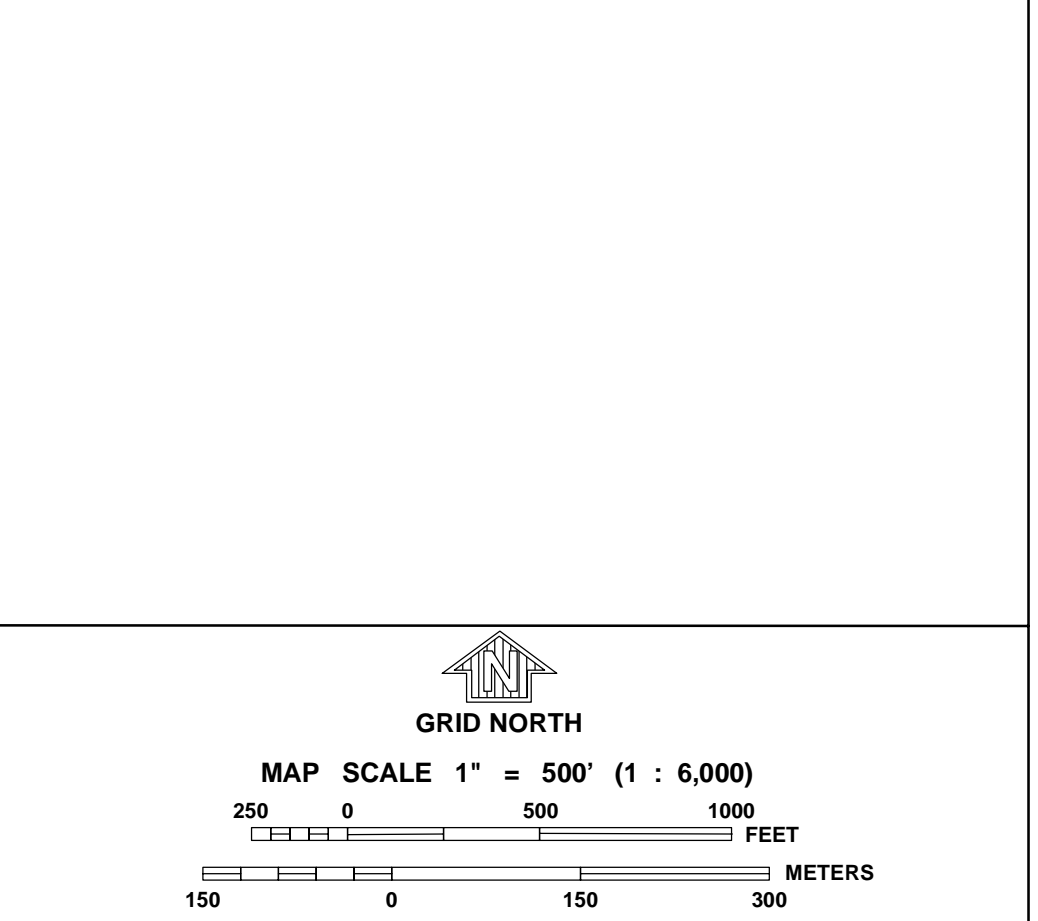 N
GRID NORTH
MAP SCALE 1" = 500' (1 : 6,000)
250 0 500 1000
FEET
METERS
150 0 150 300